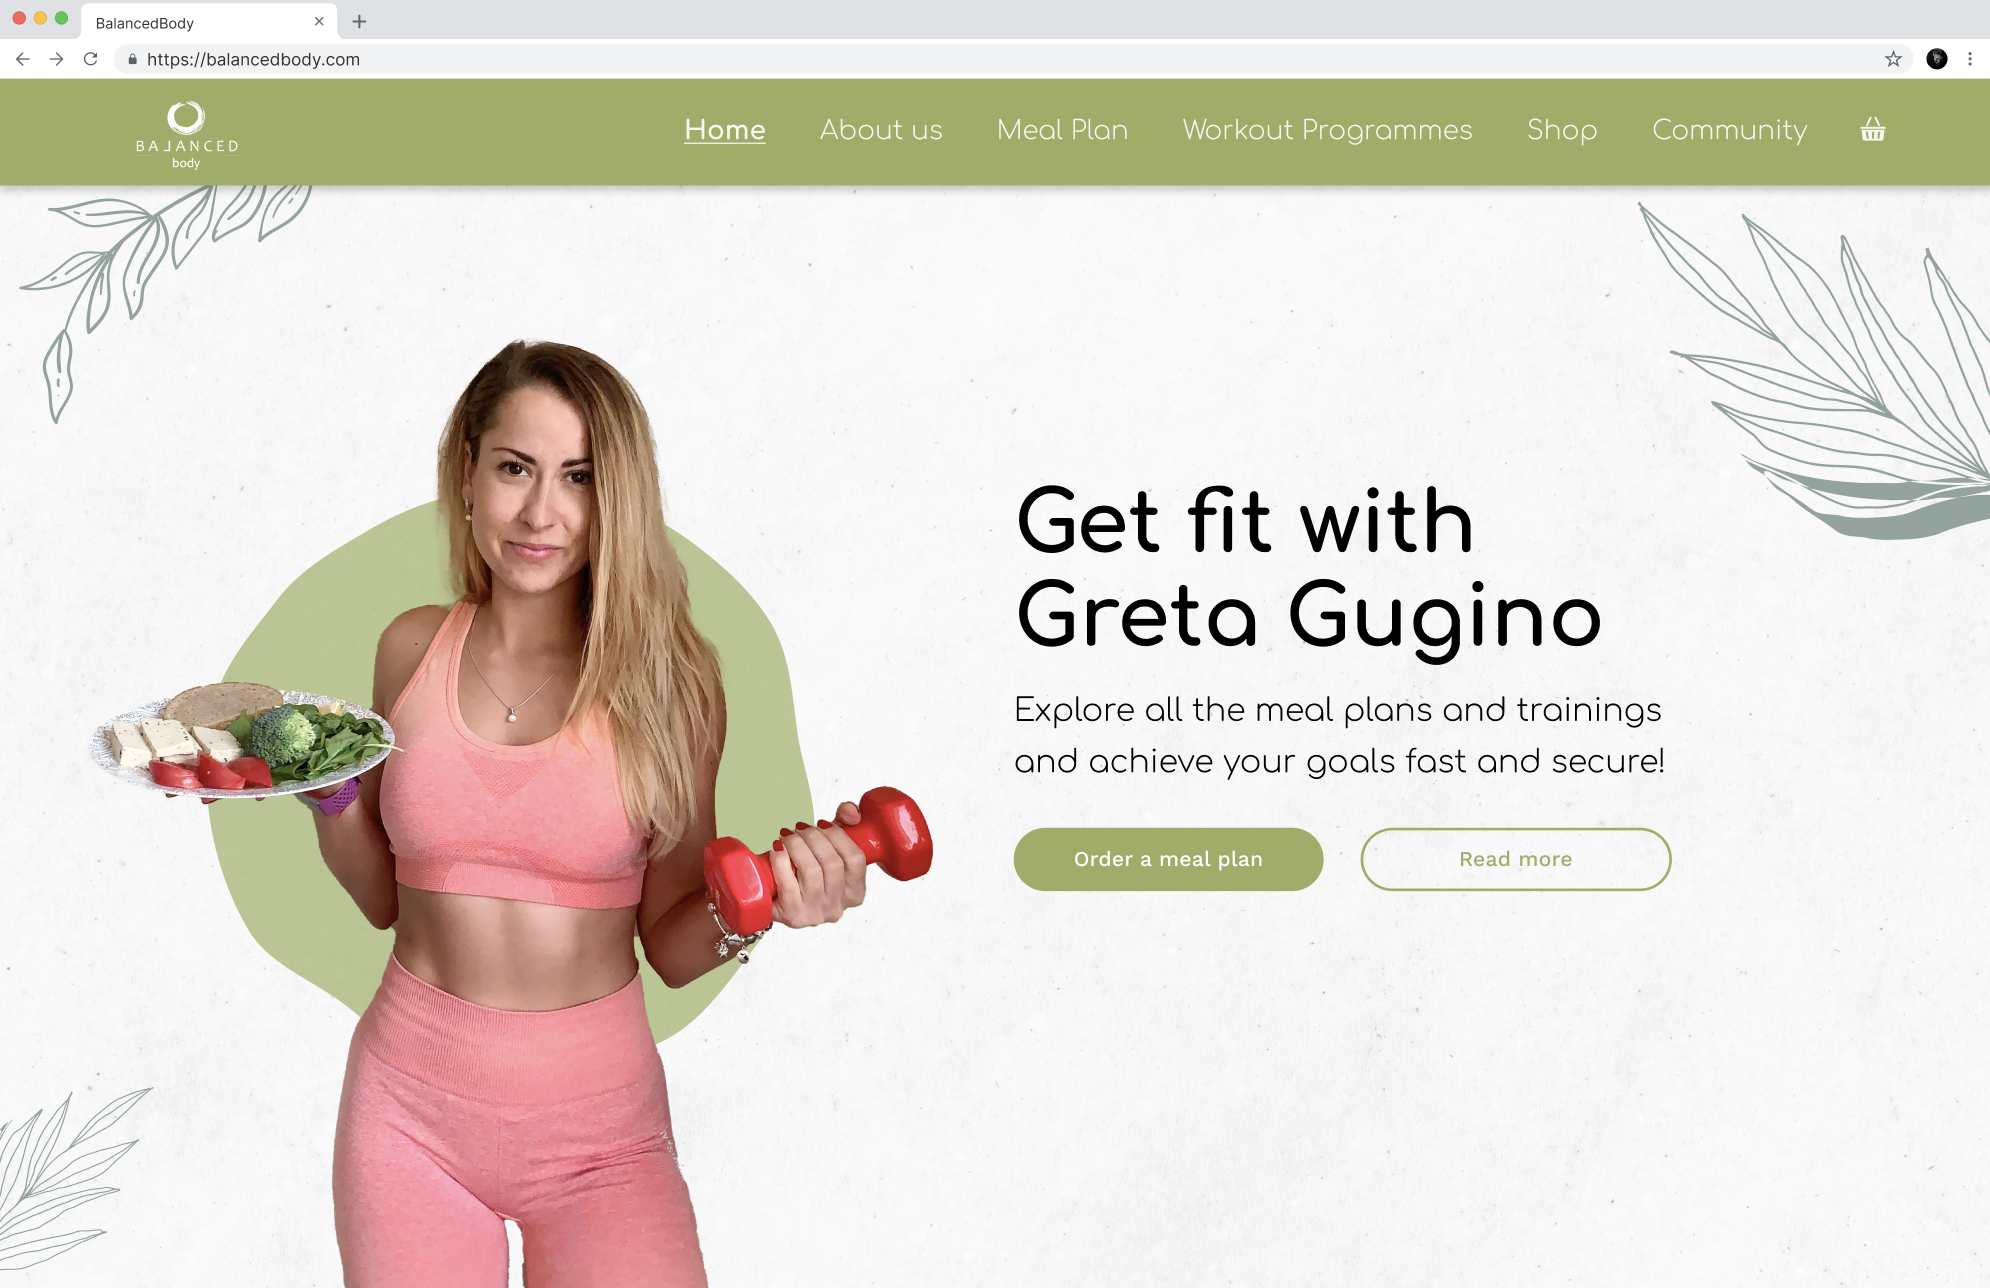 BalancedBody
https://balancedbody.com
BALANCED
body
Home
About us
Meal Plan
Workout Programmes
Shop
Community
Get fit with
Greta Gugino
Explore all the meal plans and trainings
and achieve your goals fast and secure!
Order a meal plan
Read more